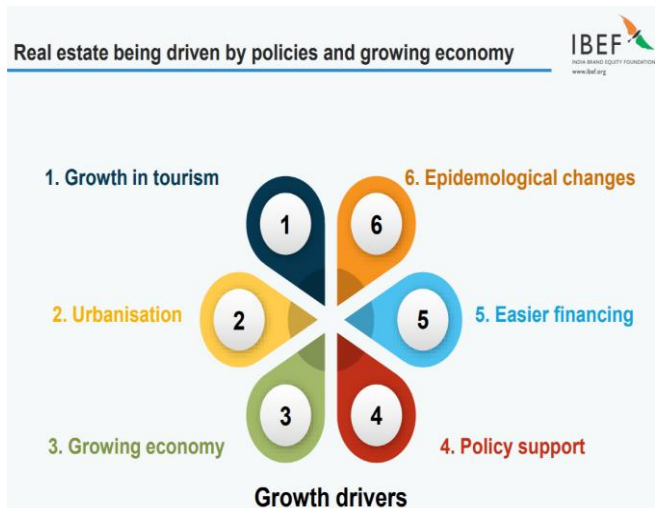 Real estate being driven by policies and growing economy
IBEF
INDIA BRAND EQUITY FOUNDATION
www.ibef.org
1. Growth in tourism
6. Epidemological changes
1
6
2. Urbanisation
2
5
5. Easier financing
3
4
3. Growing economy
4. Policy support
Growth drivers